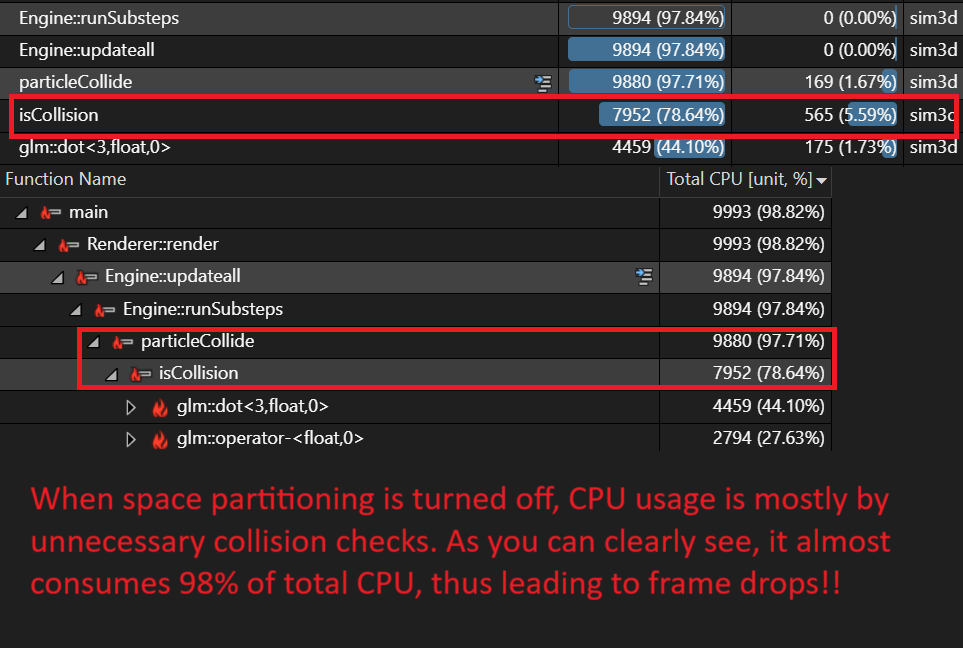 Engine::runSubsteps 9894 (97.84%) 0 (0.00%) sim3d
Engine::updateall 9894 (97.84%) 0 (0.00%) sim3d
particleCollide 9880 (97.71%) 169 (1.67%) sim3d
isCollision 7952 (78.64%) 565 (5.59%) sim3d
glm::dot<3,float,0> 4459 (44.10%) 175 (1.73%) sim3d
Function Name Total CPU [unit, %]
main 9993 (98.82%)
Renderer::render 9993 (98.82%)
Engine::updateall 9894 (97.84%)
Engine::runSubsteps 9894 (97.84%)
particleCollide 9880 (97.71%)
isCollision 7952 (78.64%)
glm::dot<3,float,0> 4459 (44.10%)
glm::operator-<float,0> 2794 (27.63%)
When space partitioning is turned off, CPU usage is mostly by
unnecessary collision checks. As you can clearly see, it almost
consumes 98% of total CPU, thus leading to frame drops!!